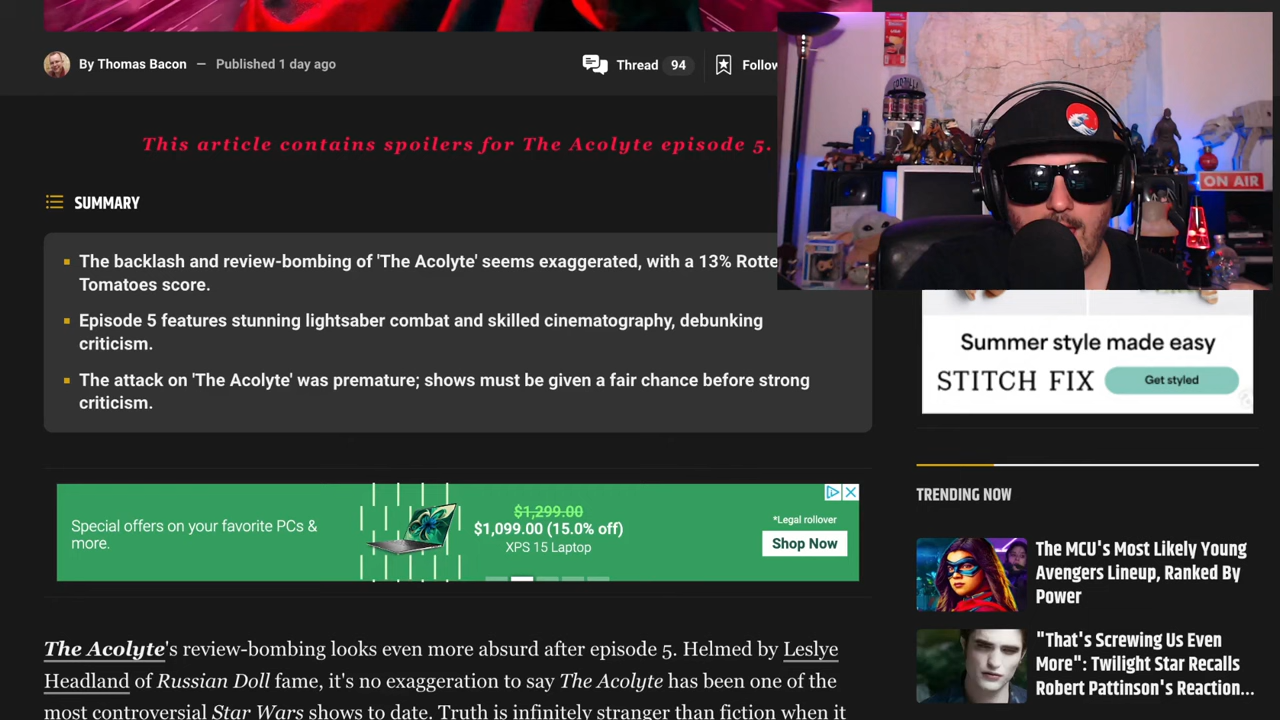 By Thomas Bacon — Published 1 day ago
Thread 94
Follow
This article contains spoilers for The Acolyte episode 5.
SUMMARY
The backlash and review-bombing of 'The Acolyte' seems exaggerated, with a 13% Rotte
Tomatoes score.
Episode 5 features stunning lightsaber combat and skilled cinematography, debunking
criticism.
The attack on 'The Acolyte' was premature; shows must be given a fair chance before strong
criticism.
Special offers on your favorite PCs &
more.
$1,299.00
$1,099.00 (15.0% off)
XPS 15 Laptop
*Legal rollover
Shop Now
The Acolyte's review-bombing looks even more absurd after episode 5. Helmed by Leslye
Headland of Russian Doll fame, it's no exaggeration to say The Acolyte has been one of the
most controversial Star Wars shows to date. Truth is infinitely stranger than fiction when it
ON AIR
Summer style made easy
STITCH FIX
Get styled
TRENDING NOW
The MCU's Most Likely Young
Avengers Lineup, Ranked By
Power
"That's Screwing Us Even
More": Twilight Star Recalls
Robert Pattinson's Reaction...